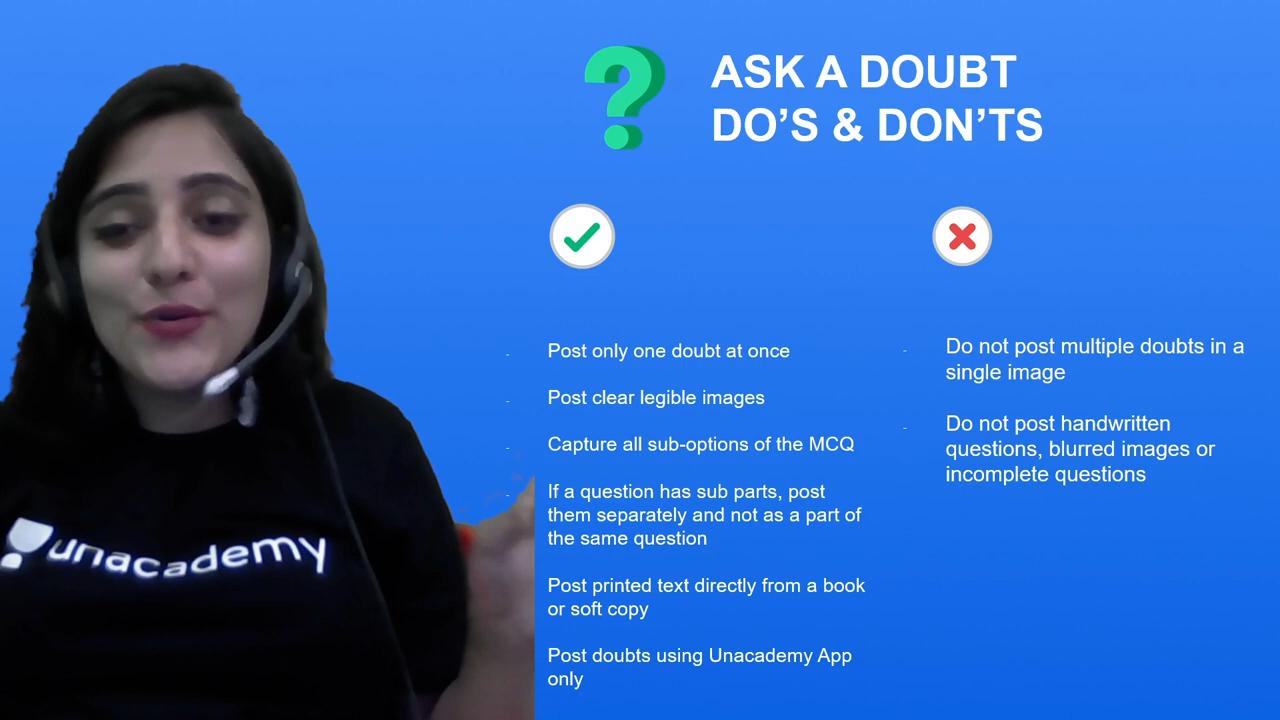 ASK A DOUBT
DO’S & DON’TS
Post only one doubt at once
Post clear legible images
Capture all sub-options of the MCQ
If a question has sub parts, post
them separately and not as a part of
the same question
Post printed text directly from a book
or soft copy
Post doubts using Unacademy App
only
Do not post multiple doubts in a
single image
Do not post handwritten
questions, blurred images or
incomplete questions
unacademy